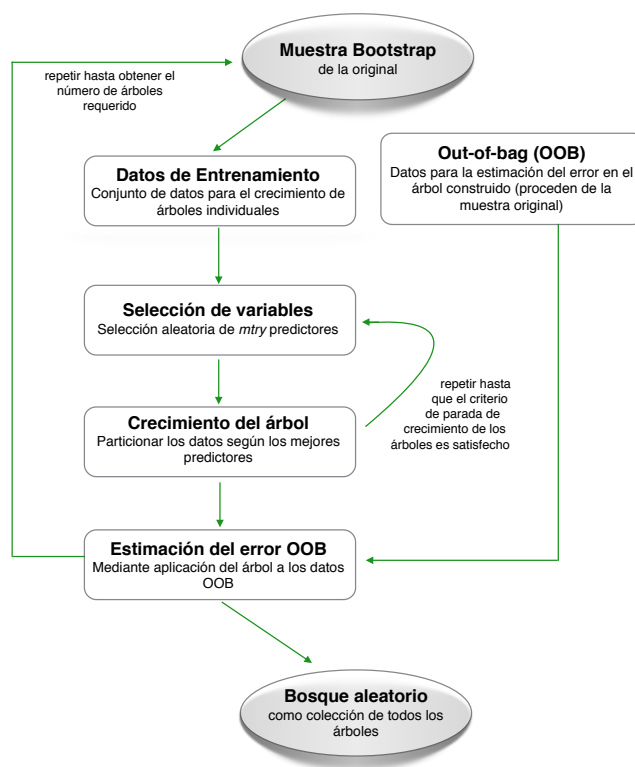 Muestra Bootstrap
de la original
repetir hasta obtener el
número de árboles
requerido
Datos de Entrenamiento
Conjunto de datos para el crecimiento de
árboles individuales
Out-of-bag (OOB)
Datos para la estimación del error en el
árbol construido (proceden de la
muestra original)
Selección de variables
Selección aleatoria de mtry predictores
repetir hasta
que el criterio
de parada de
crecimiento de los
árboles es satisfecho
Crecimiento del árbol
Particionar los datos según los mejores
predictores
Estimación del error OOB
Mediante aplicación del árbol a los datos
OOB
Bosque aleatorio
como colección de todos los
árboles